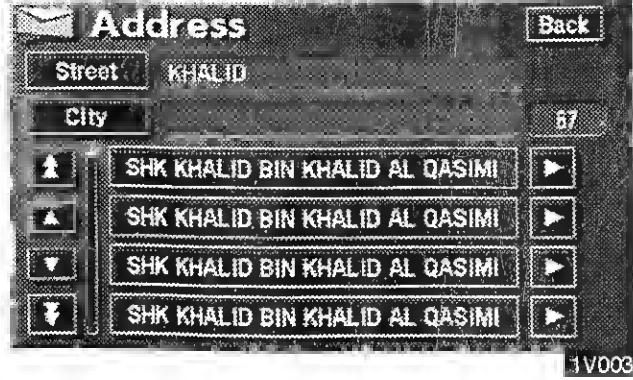 Address Back
Street KHALID
City 67
SHK KHALID BIN KHALID AL QASIMI
SHK KHALID BIN KHALID AL QASIMI
SHK KHALID BIN KHALID AL QASIMI
SHK KHALID BIN KHALID AL QASIMI
1V003